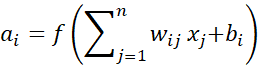 a_i = f ( ∑_{j=1}^{n} w_{ij} x_j + b_i )